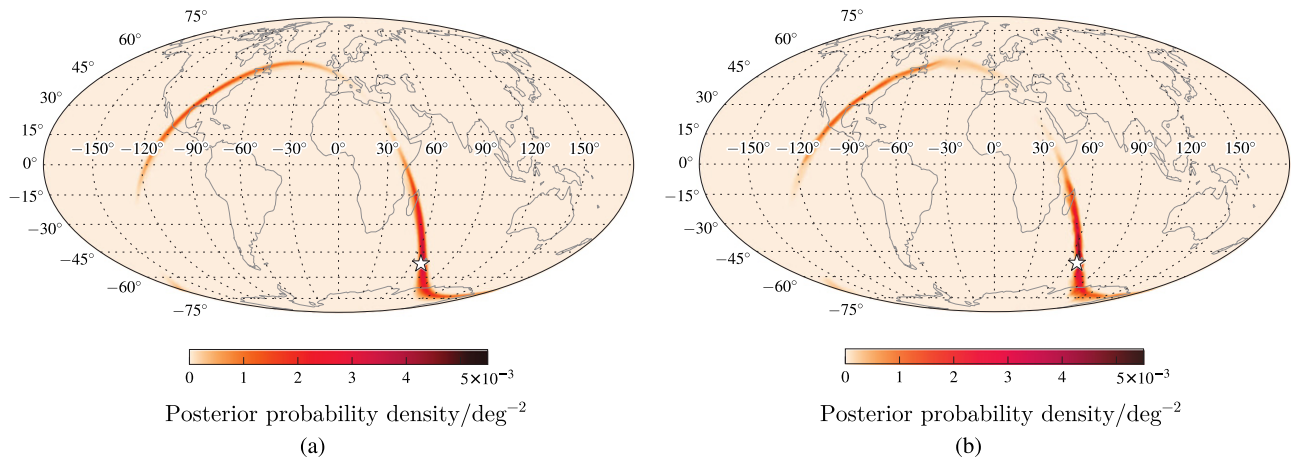 75° 75°
60° 60°
45° 45°
30° 30°
15° 15°
−150° −120° −90° −60° −30° 0° 30° 60° 90° 120° 150° −150° −120° −90° −60° −30° 0° 30° 60° 90° 120° 150°
0° 0°
−15° −15°
−30° −30°
−45° −45°
−60° −60°
−75° −75°
0 1 2 3 4 5×10⁻³ 0 1 2 3 4 5×10⁻³
Posterior probability density/deg⁻² Posterior probability density/deg⁻²
(a) (b)